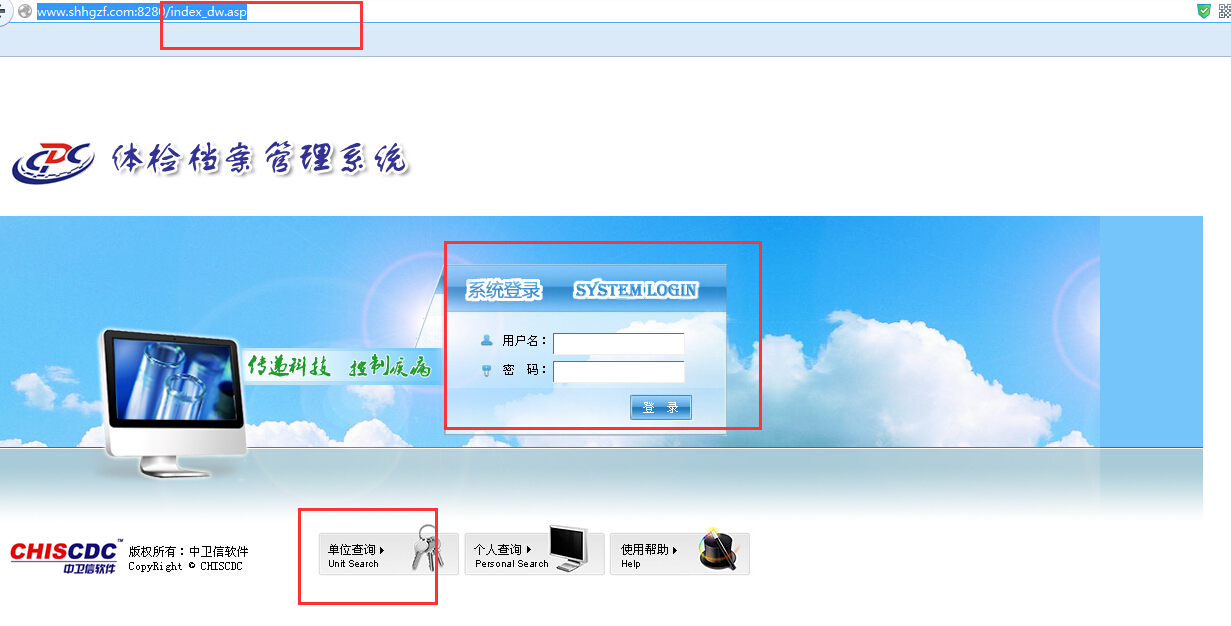 www.shhgzf.com:8280/index_dw.asp
CDC 体检档案管理系统
系统登录 SYSTEM LOGIN
用户名：
传递科技 控制疾病
密 码：
登 录
CHISCDC™
中卫信软件
版权所有：中卫信软件
CopyRight © CHISCDC
单位查询
Unit Search
个人查询
Personal Search
使用帮助
Help